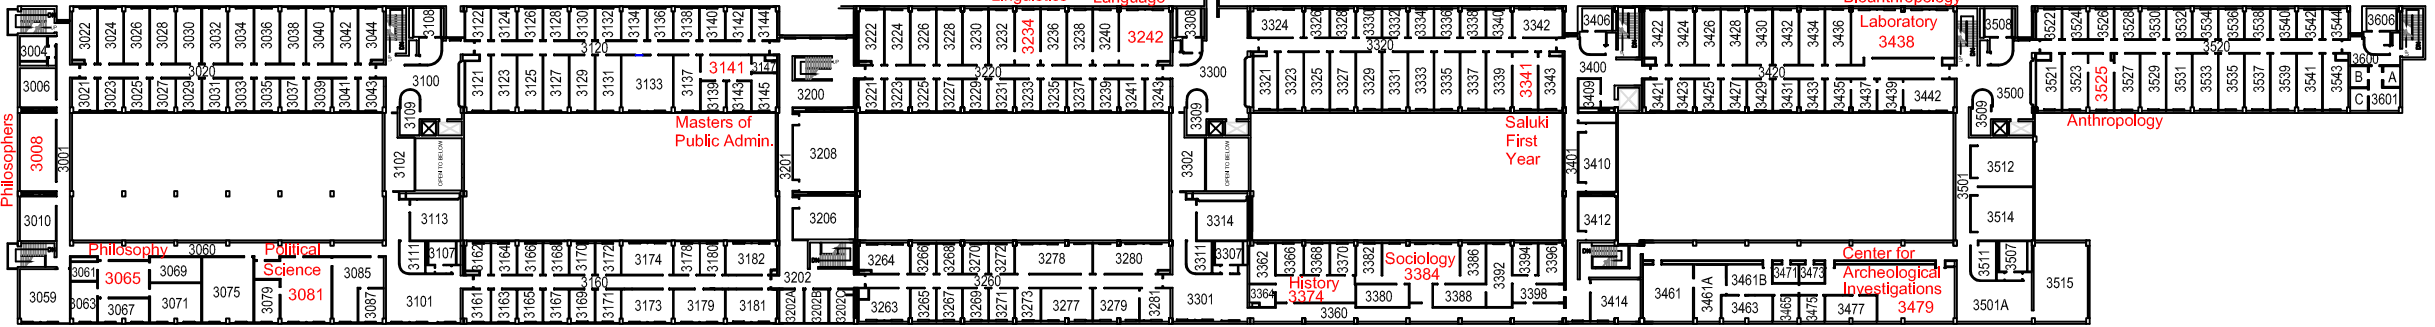 3022 3024 3026 3028 3030 3032 3034 3036 3038 3040 3042 3044 3108 3122 3124 3126 3128 3130 3132 3134 3136 3138 3140 3142 3144 3222 3224 3226 3228 3230 3232 3234 3236 3238 3240 3242 3308 3324 3326 3328 3330 3332 3334 3336 3338 3340 3342 3406 3422 3424 3426 3428 3430 3432 3434 3436 Laboratory 3508 3522 3524 3526 3528 3530 3532 3534 3536 3538 3540 3542 3544 3606
3438
3004 3020 3120 3220 3320 3420 3520 3600
3006 3100 3200 3300 3400 3500
3021 3023 3025 3027 3029 3031 3033 3035 3037 3039 3041 3043 3109 3121 3123 3125 3127 3129 3131 3133 3137 3141 3147 3139 3143 3145 3221 3223 3225 3227 3229 3231 3233 3235 3237 3239 3241 3243 3309 3321 3323 3325 3327 3329 3331 3333 3335 3337 3339 3341 3343 3409 3421 3423 3425 3427 3429 3431 3433 3435 3437 3439 3442 3509 3521 3523 3525 3527 3529 3531 3533 3535 3537 3539 3541 3543 B A C 3601
Philosophers
3008 3001 3102 OPEN TO BELOW
Masters of
Public Admin.
3201 3208 3302 OPEN TO BELOW
Saluki
First
Year
3401 3410 3501 3512
Anthropology
3010 3113 3206 3314 3412 3514
Philosophy 3060 Political
Science
3059 3061 3063 3065 3067 3069 3071 3075 3079 3081 3085 3087 3101 3111 3107
3162 3164 3166 3168 3170 3172 3174 3178 3180 3182
3160 3202
3161 3163 3165 3167 3169 3171 3173 3179 3181 3202A 3202B 3202C
3264 3266 3268 3270 3272 3278 3280
3260
3263 3265 3267 3269 3271 3273 3277 3279 3281 3301 3311 3307
3362 3366 3368 3370 3382 Sociology
3384 3386 3392 3394 3396
History
3364 3374 3380 3388 3398
3360 3414
3461 3461A 3461B 3471 3473
3463 3465 3475 3477
Center for
Archeological
Investigations
3479
3511 3507 3501A 3515